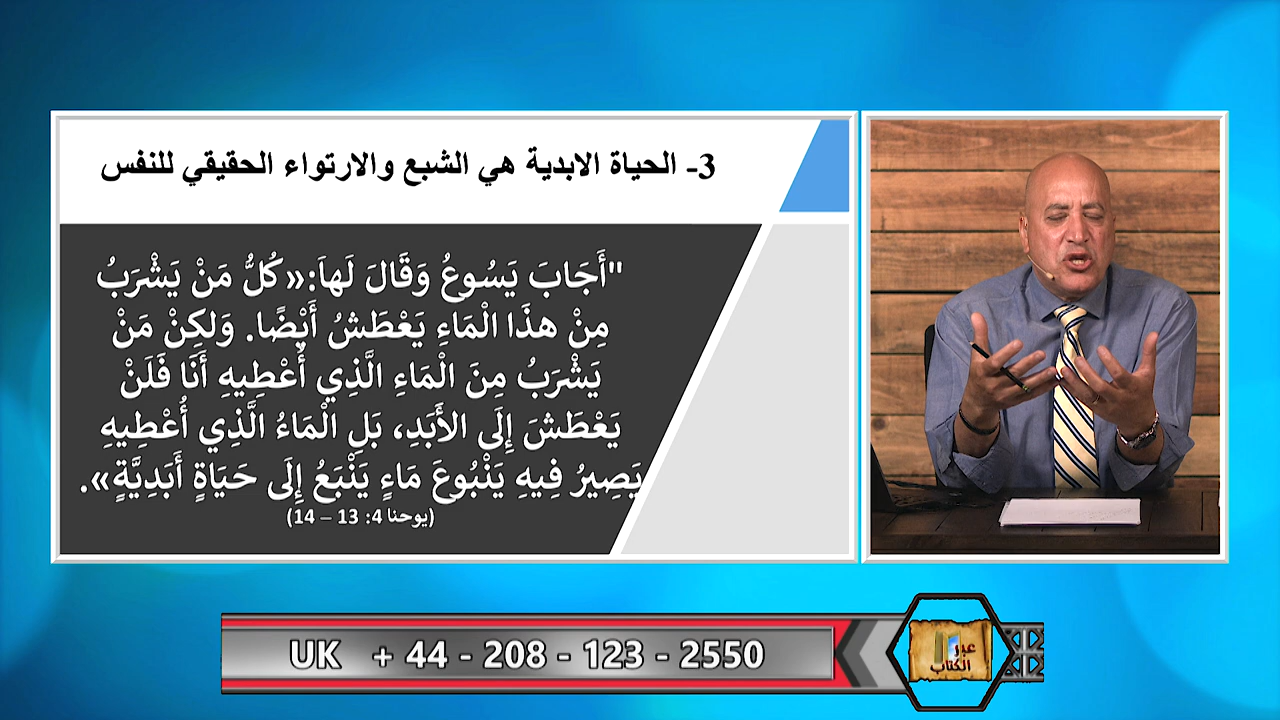 3- الحياة الابدية هي الشبع والارتواء الحقيقي للنفس
"أَجَابَ يَسُوعُ وَقَالَ لَهاَ:«كُلُّ مَنْ يَشْرَبُ
مِنْ هذَا الْمَاءِ يَعْطَشُ أَيْضًا. وَلكِنْ مَنْ
يَشْرَبُ مِنَ الْمَاءِ الَّذِي أُعْطِيهِ أَنَا فَلَنْ
يَعْطَشَ إِلَى الأَبَدِ، بَلِ الْمَاءُ الَّذِي أُعْطِيهِ
يَصِيرُ فِيهِ يَنْبُوعَ مَاءٍ يَنْبَعُ إِلَى حَيَاةٍ أَبَدِيَّةٍ».
(يوحنا 4: 13 – 14)
UK + 44 - 208 - 123 - 2550
عبر
الكتاب